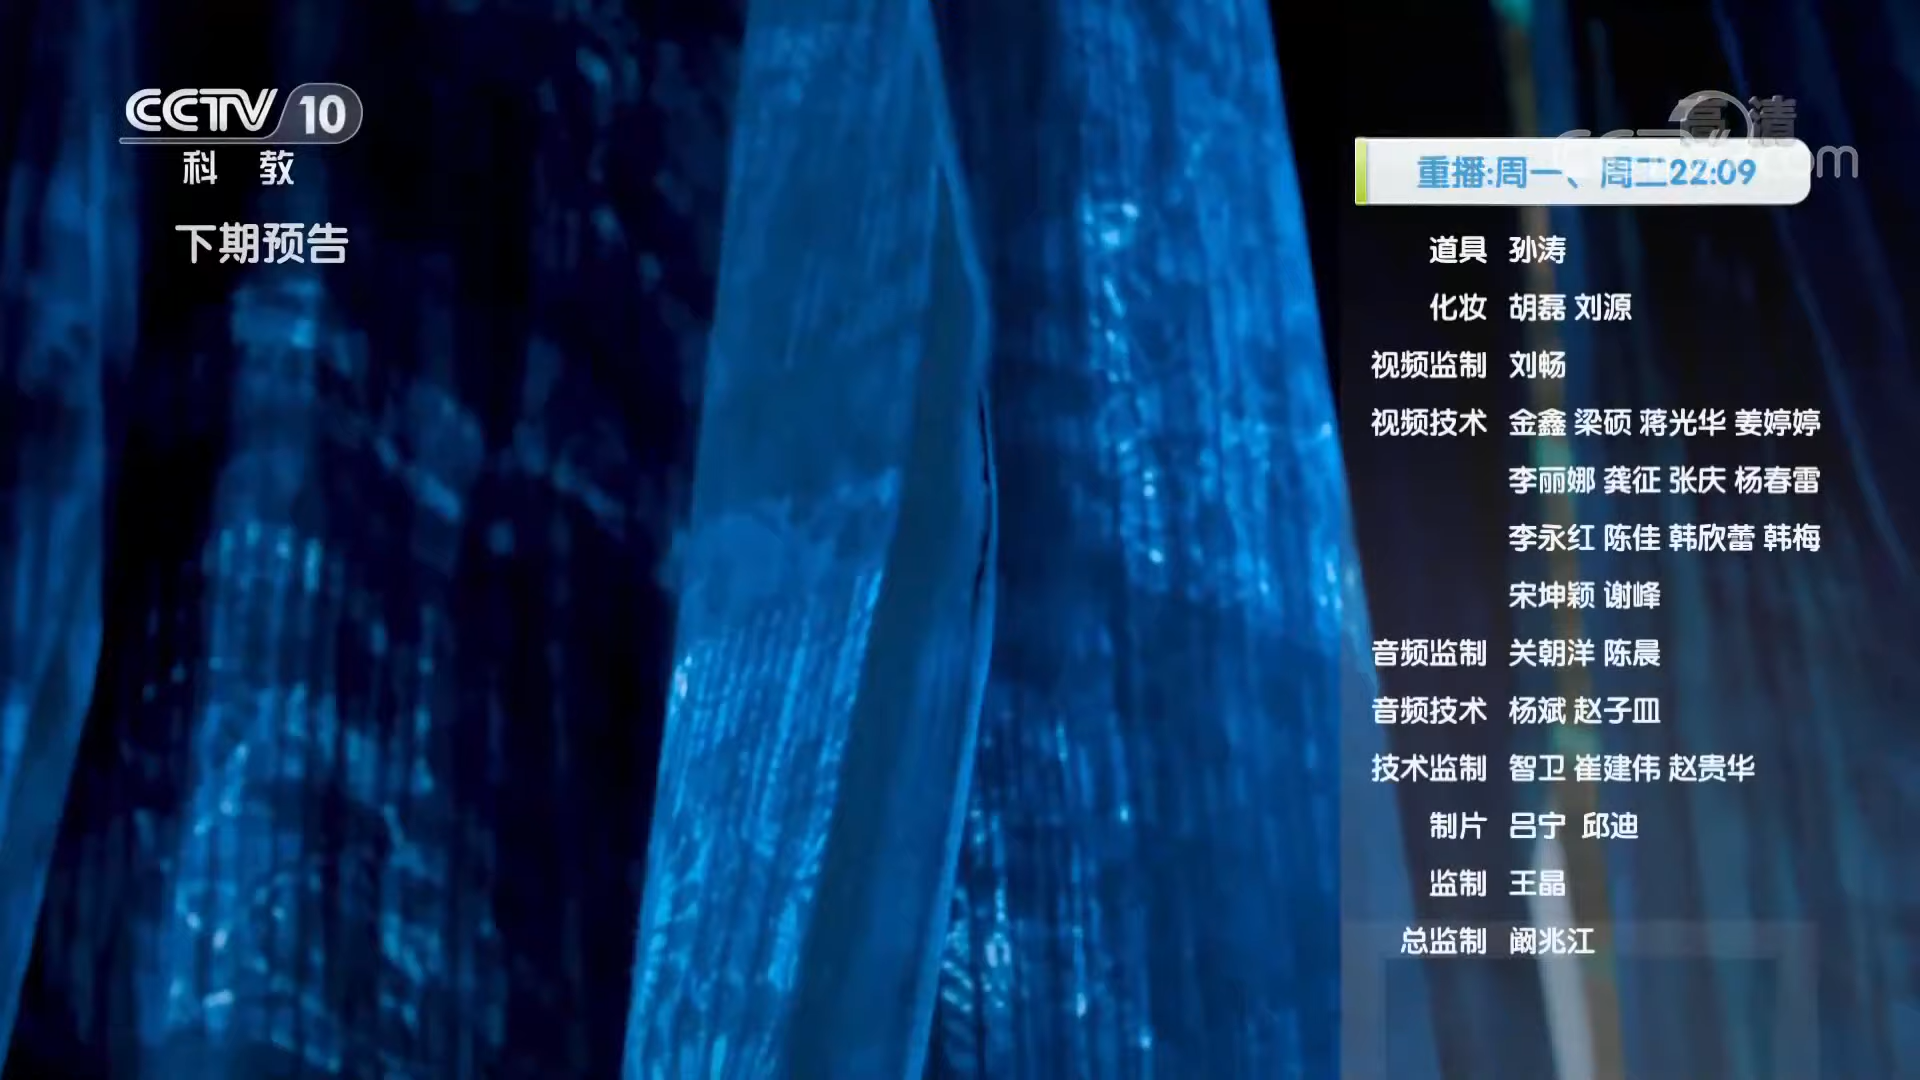 CCTV 10
科 教
下期预告
高清
重播:周一、周三22:09
道具 孙涛
化妆 胡磊 刘源
视频监制 刘畅
视频技术 金鑫 梁硕 蒋光华 姜婷婷
李丽娜 龚征 张庆 杨春雷
李永红 陈佳 韩欣蕾 韩梅
宋坤颖 谢峰
音频监制 关朝洋 陈晨
音频技术 杨斌 赵子皿
技术监制 智卫 崔建伟 赵贵华
制片 吕宁 邱迪
监制 王晶
总监制 阚兆江